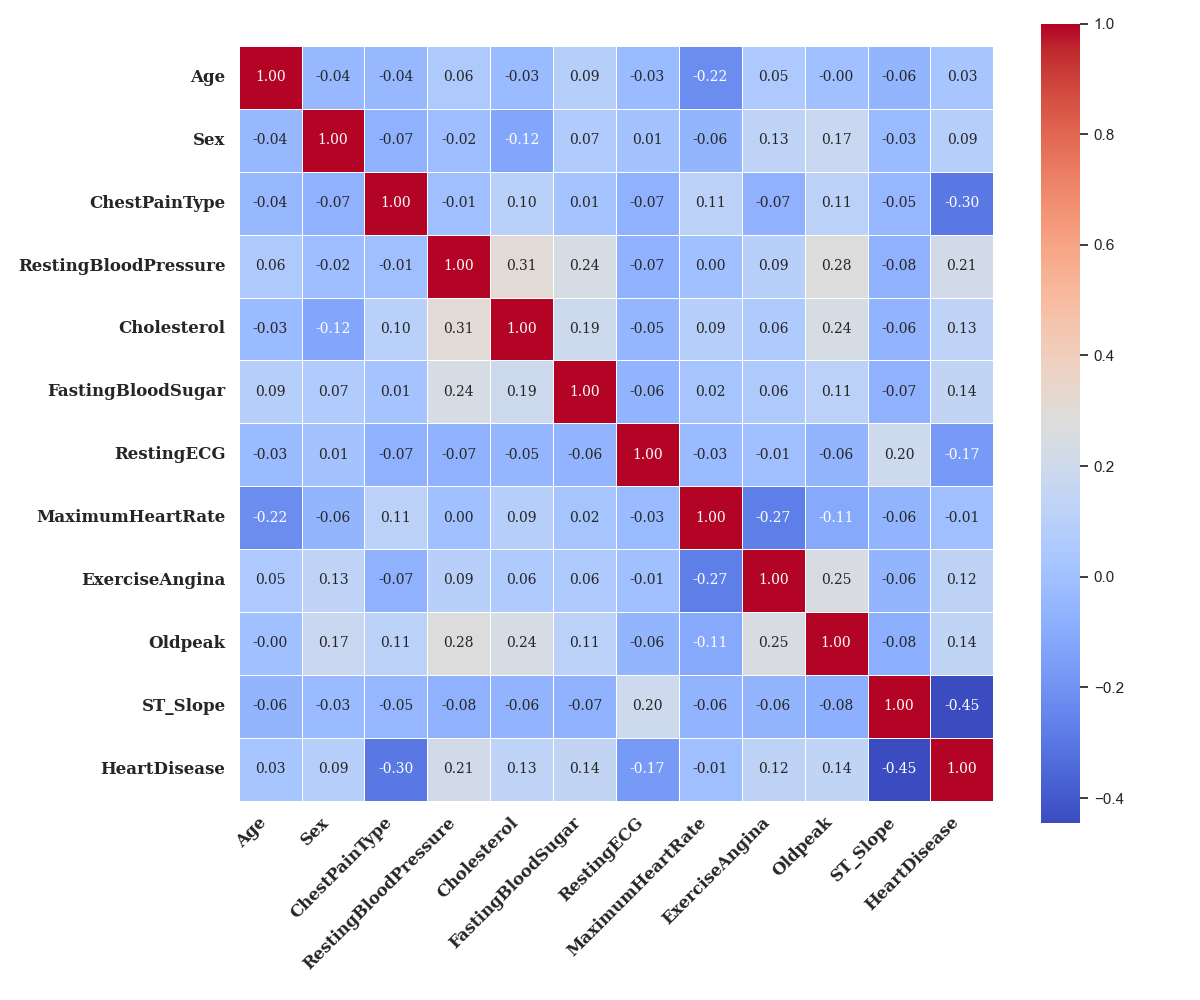 Age 1.00 -0.04 -0.04 0.06 -0.03 0.09 -0.03 -0.22 0.05 -0.00 -0.06 0.03
Sex -0.04 1.00 -0.07 -0.02 -0.12 0.07 0.01 -0.06 0.13 0.17 -0.03 0.09
ChestPainType -0.04 -0.07 1.00 -0.01 0.10 0.01 -0.07 0.11 -0.07 0.11 -0.05 -0.30
RestingBloodPressure 0.06 -0.02 -0.01 1.00 0.31 0.24 -0.07 0.00 0.09 0.28 -0.08 0.21
Cholesterol -0.03 -0.12 0.10 0.31 1.00 0.19 -0.05 0.09 0.06 0.24 -0.06 0.13
FastingBloodSugar 0.09 0.07 0.01 0.24 0.19 1.00 -0.06 0.02 0.06 0.11 -0.07 0.14
RestingECG -0.03 0.01 -0.07 -0.07 -0.05 -0.06 1.00 -0.03 -0.01 -0.06 0.20 -0.17
MaximumHeartRate -0.22 -0.06 0.11 0.00 0.09 0.02 -0.03 1.00 -0.27 -0.11 -0.06 -0.01
ExerciseAngina 0.05 0.13 -0.07 0.09 0.06 0.06 -0.01 -0.27 1.00 0.25 -0.06 0.12
Oldpeak -0.00 0.17 0.11 0.28 0.24 0.11 -0.06 -0.11 0.25 1.00 -0.08 0.14
ST_Slope -0.06 -0.03 -0.05 -0.08 -0.06 -0.07 0.20 -0.06 -0.06 -0.08 1.00 -0.45
HeartDisease 0.03 0.09 -0.30 0.21 0.13 0.14 -0.17 -0.01 0.12 0.14 -0.45 1.00
Age
Sex
ChestPainType
RestingBloodPressure
Cholesterol
FastingBloodSugar
RestingECG
MaximumHeartRate
ExerciseAngina
Oldpeak
ST_Slope
HeartDisease
1.0
0.8
0.6
0.4
0.2
0.0
−0.2
−0.4